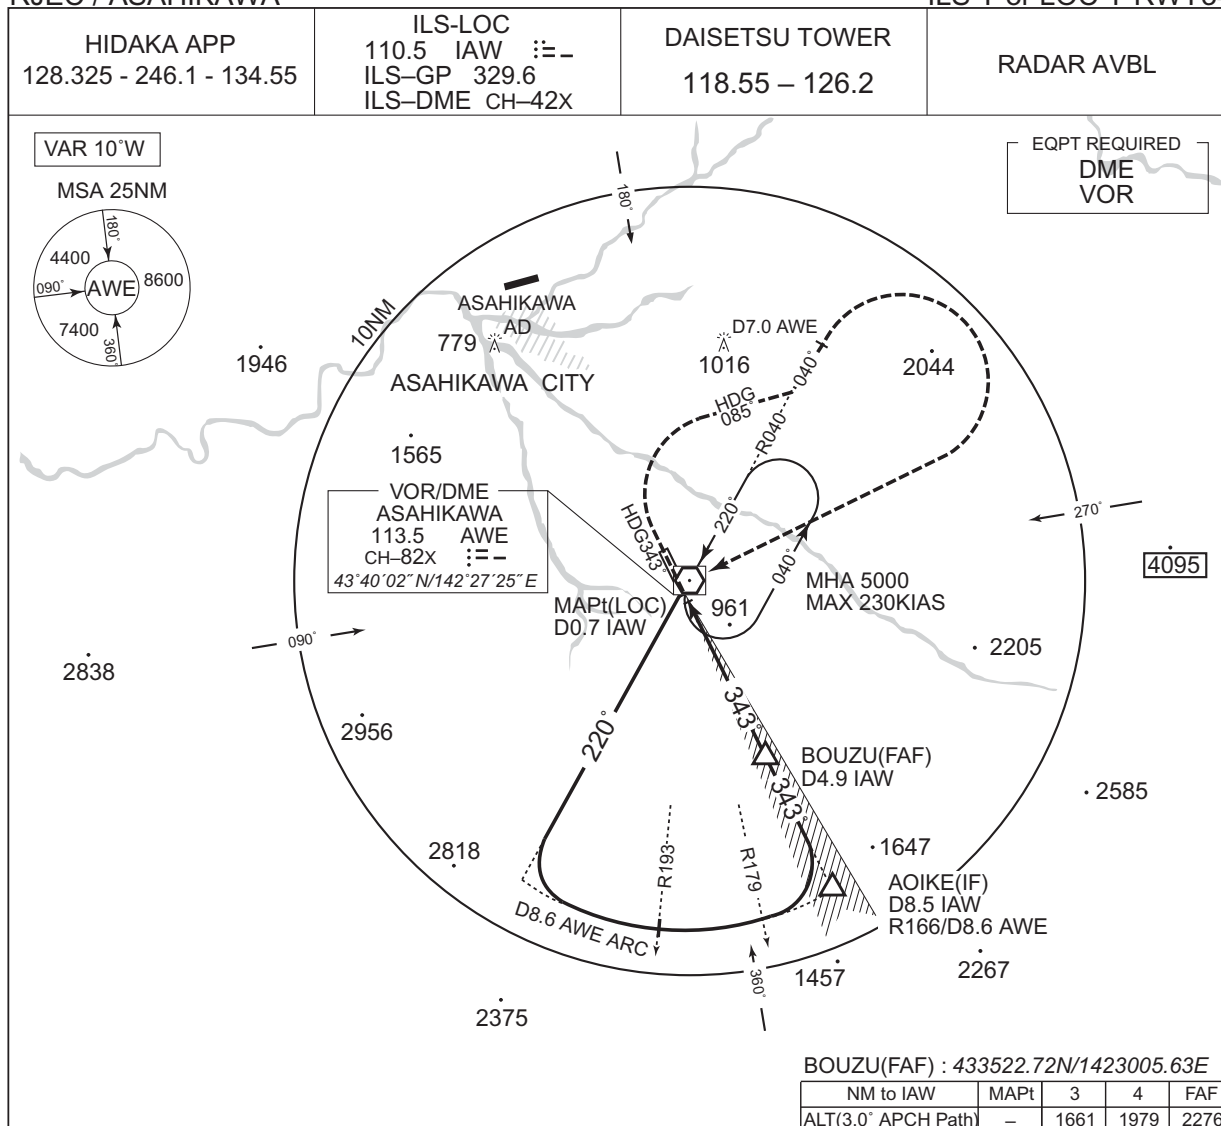 HIDAKA APP
128.325 - 246.1 - 134.55
ILS-LOC
110.5 IAW
ILS–GP 329.6
ILS–DME CH–42X
DAISETSU TOWER
118.55 – 126.2
RADAR AVBL
VAR 10°W
MSA 25NM
180°
4400
8600
090°
AWE
7400
360°
EQPT REQUIRED
DME
VOR
180°
10NM
ASAHIKAWA
AD
779
ASAHIKAWA CITY
1946
D7.0 AWE
1016
040°
2044
HDG
085°
R040
1565
VOR/DME
ASAHIKAWA
113.5 AWE
CH–82X
43°40′02″N/142°27′25″E
HDG343°
220°
040°
270°
4095
MHA 5000
MAX 230KIAS
MAPt(LOC)
D0.7 IAW
961
090°
2838
2205
2956
220°
343°
BOUZU(FAF)
D4.9 IAW
343°
2585
2818
R193
R179
1647
AOIKE(IF)
D8.5 IAW
R166/D8.6 AWE
D8.6 AWE ARC
360°
1457
2267
2375
BOUZU(FAF) : 433522.72N/1423005.63E
NM to IAW MAPt 3 4 FAF
ALT(3.0° APCH Path) – 1661 1979 2276